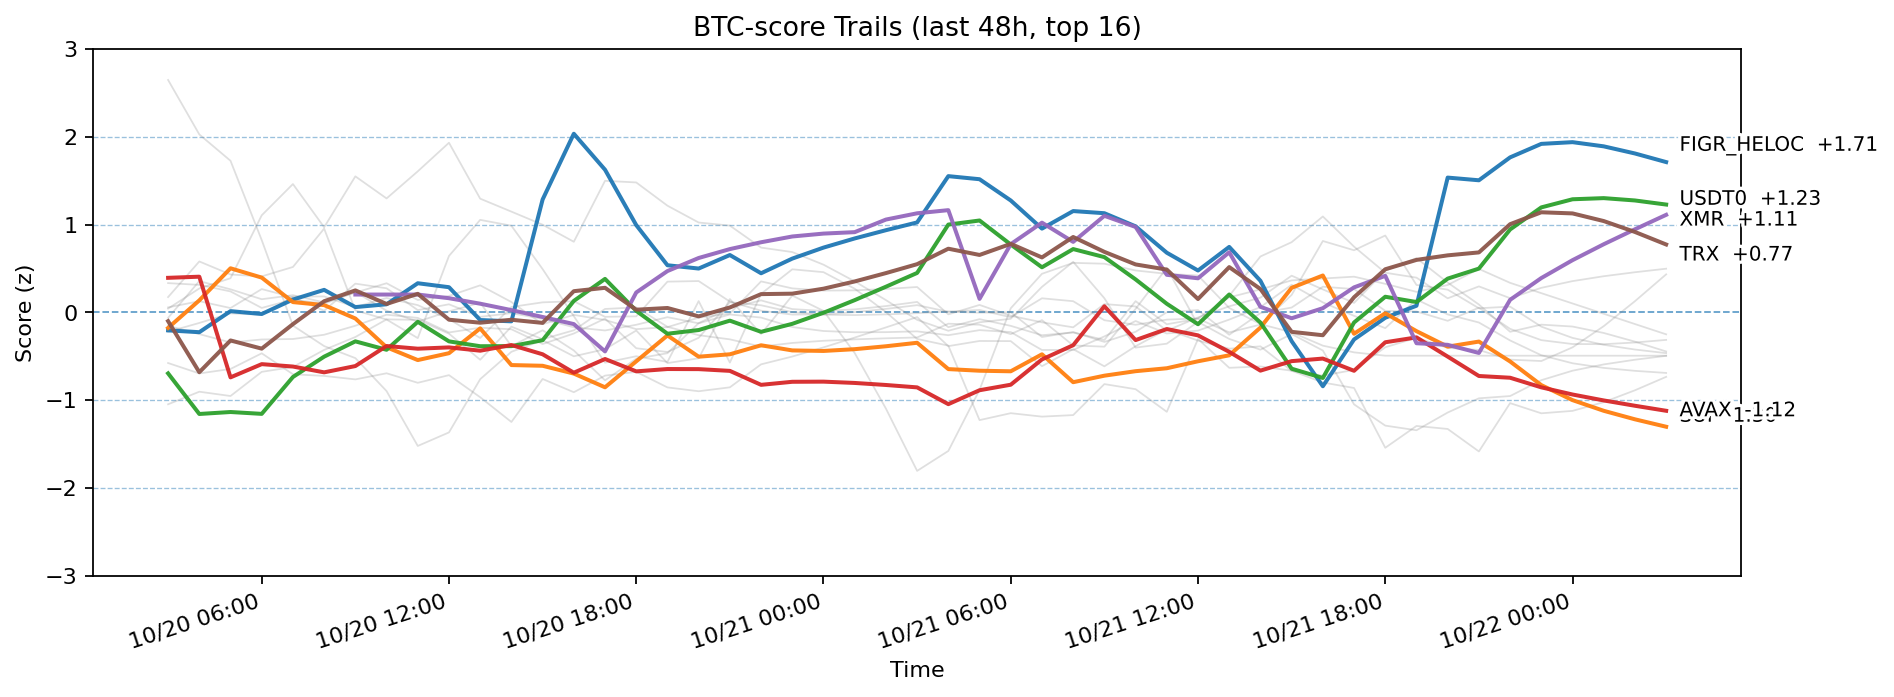 BTC-score Trails (last 48h, top 16)
Score (z)
3
2
1
0
−1
−2
−3
FIGR_HELOC +1.71
USDT0 +1.23
XMR +1.11
TRX +0.77
AVAX -1.12
10/20 06:00
10/20 12:00
10/20 18:00
10/21 00:00
10/21 06:00
10/21 12:00
10/21 18:00
10/22 00:00
Time